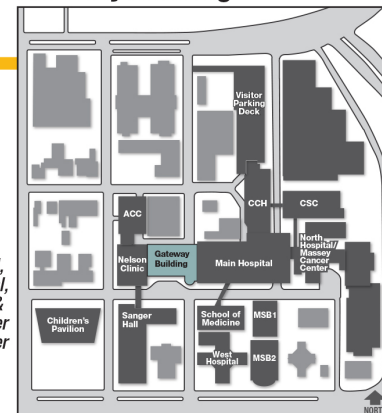 Visitor
Parking
Deck
ACC
CCH
CSC
Nelson
Clinic
Gateway
Building
Main Hospital
North
Hospital/
Massey
Cancer
Center
Children's
Pavilion
Sanger
Hall
School of
Medicine
MSB1
West
Hospital
MSB2
&
NORT